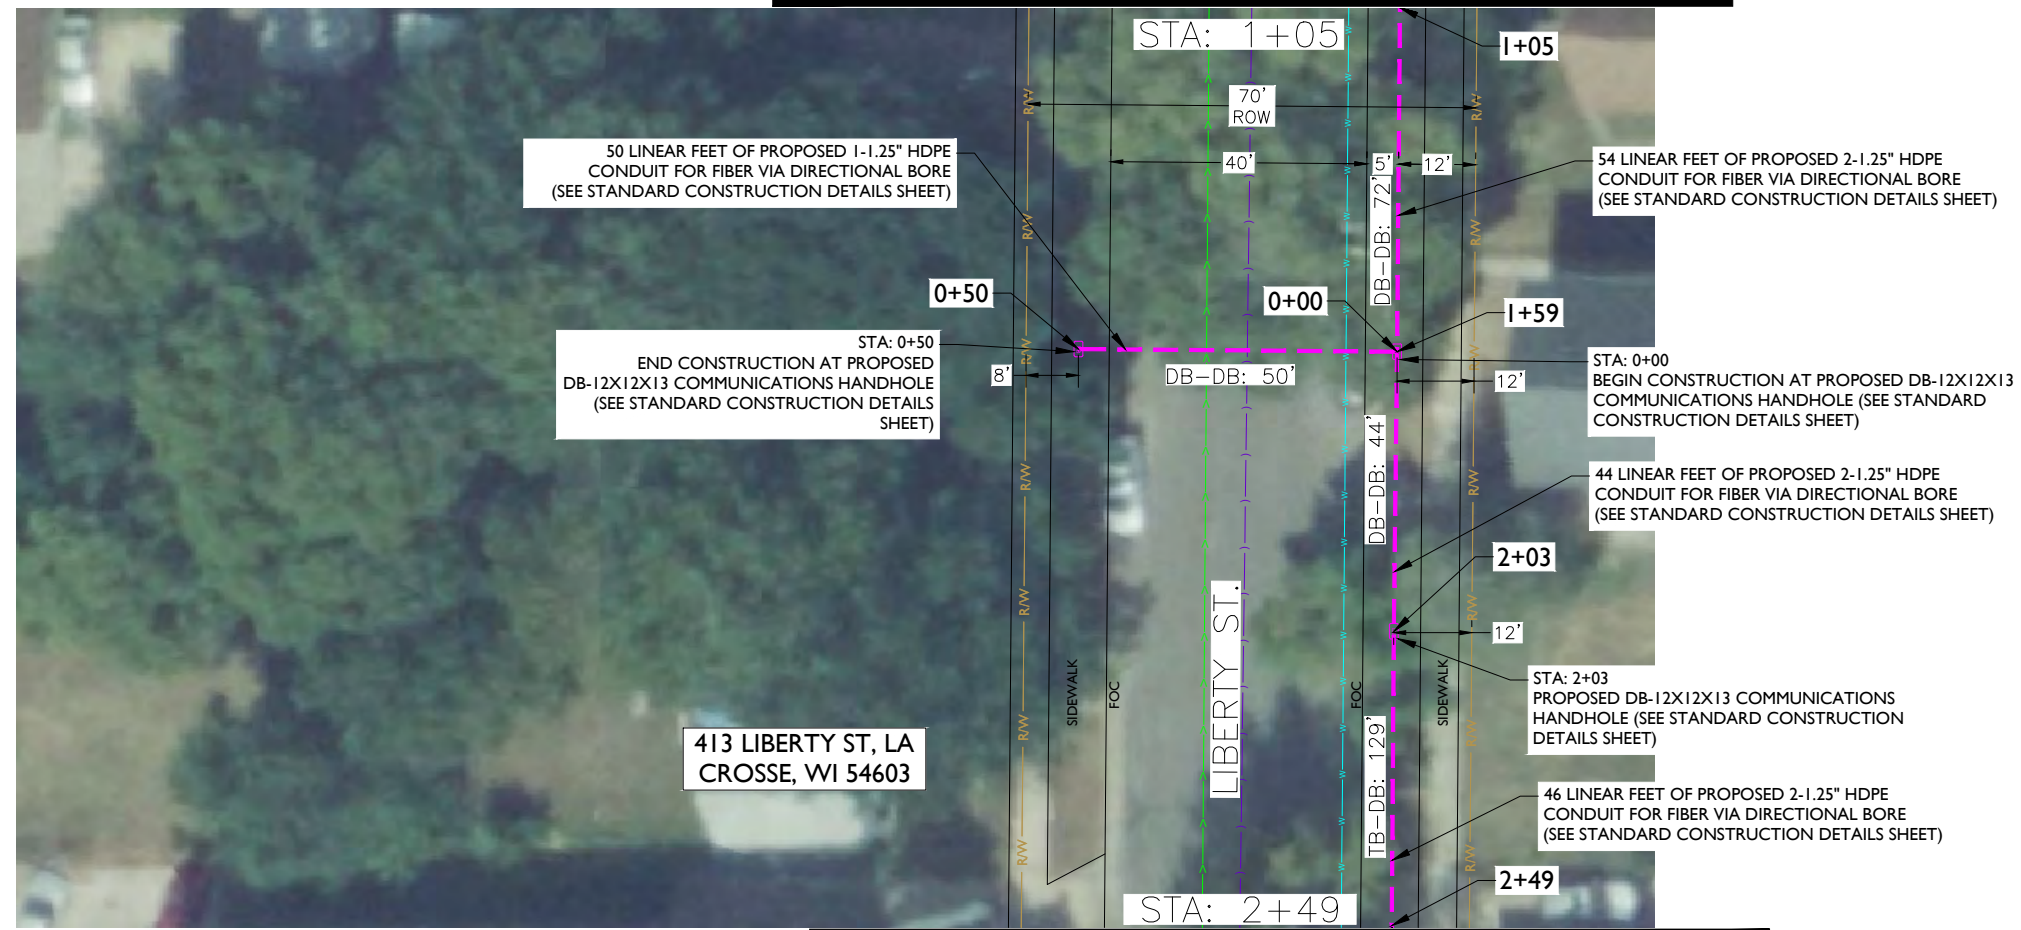 STA: 1+05
1+05
70'
ROW
50 LINEAR FEET OF PROPOSED 1-1.25" HDPE
CONDUIT FOR FIBER VIA DIRECTIONAL BORE
(SEE STANDARD CONSTRUCTION DETAILS SHEET)
40'
5'
12'
54 LINEAR FEET OF PROPOSED 2-1.25" HDPE
CONDUIT FOR FIBER VIA DIRECTIONAL BORE
(SEE STANDARD CONSTRUCTION DETAILS SHEET)
DB-DB: 72'
0+50
0+00
1+59
STA: 0+50
END CONSTRUCTION AT PROPOSED
DB-12X12X13 COMMUNICATIONS HANDHOLE
(SEE STANDARD CONSTRUCTION DETAILS
SHEET)
8'
DB-DB: 50'
12'
STA: 0+00
BEGIN CONSTRUCTION AT PROPOSED DB-12X12X13
COMMUNICATIONS HANDHOLE (SEE STANDARD
CONSTRUCTION DETAILS SHEET)
DB-DB: 44'
44 LINEAR FEET OF PROPOSED 2-1.25" HDPE
CONDUIT FOR FIBER VIA DIRECTIONAL BORE
(SEE STANDARD CONSTRUCTION DETAILS SHEET)
2+03
12'
STA: 2+03
PROPOSED DB-12X12X13 COMMUNICATIONS
HANDHOLE (SEE STANDARD CONSTRUCTION
DETAILS SHEET)
SIDEWALK
FOC
LIBERTY ST.
FOC
SIDEWALK
413 LIBERTY ST, LA
CROSSE, WI 54603
TB-DB: 129'
46 LINEAR FEET OF PROPOSED 2-1.25" HDPE
CONDUIT FOR FIBER VIA DIRECTIONAL BORE
(SEE STANDARD CONSTRUCTION DETAILS SHEET)
2+49
STA: 2+49
R/W
R/W
R/W
R/W
R/W
R/W
R/W
R/W
R/W
R/W
R/W
R/W
R/W
R/W